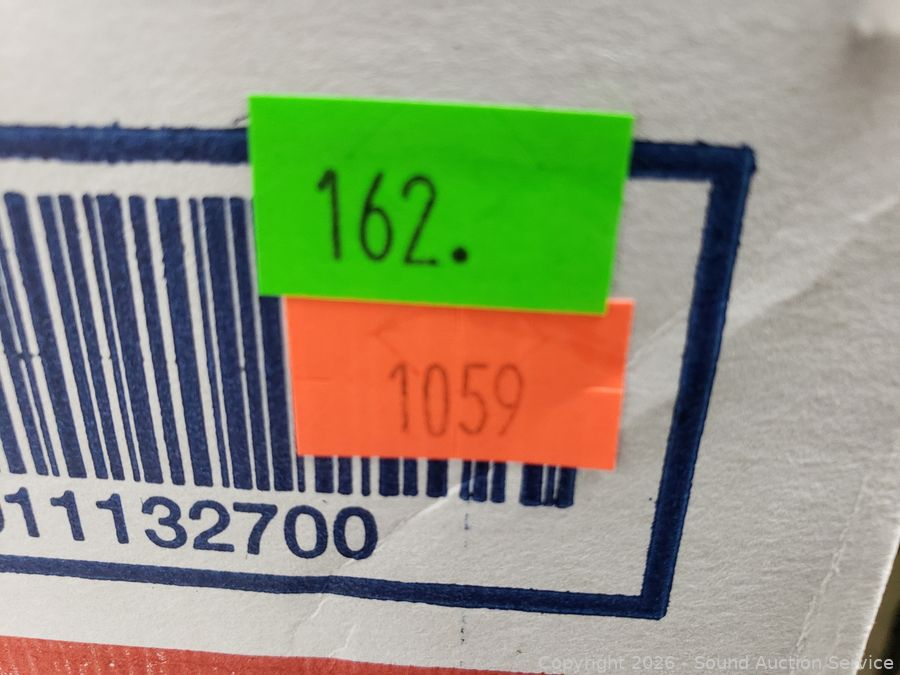 162.
1059
011132700
Copyright 2026 - Sound Auction Service